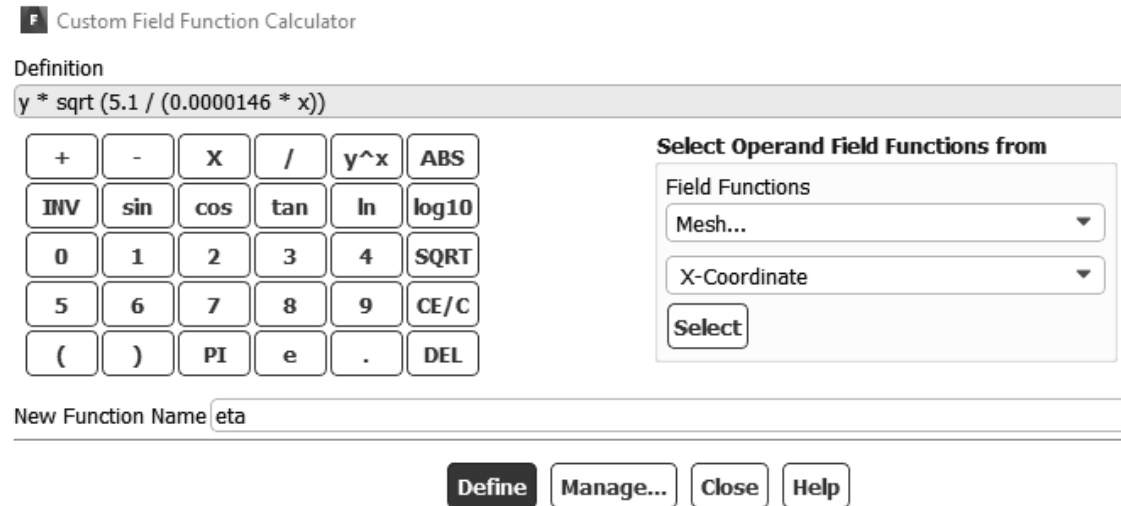 F Custom Field Function Calculator
Definition
y * sqrt (5.1 / (0.0000146 * x))
+ - X / y^x ABS
INV sin cos tan ln log10
0 1 2 3 4 SQRT
5 6 7 8 9 CE/C
( ) PI e . DEL
Select Operand Field Functions from
Field Functions
Mesh...
X-Coordinate
Select
New Function Name eta
Define Manage... Close Help